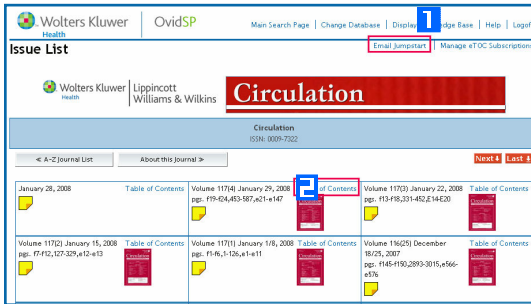 Wolters Kluwer
Health
OvidSP
Main Search Page | Change Database | Display
1
dge Base | Help | Logof
Issue List
Email Jumpstart | Manage eTOC Subscription
Wolters Kluwer
Health
Lippincott
Williams & Wilkins
Circulation
Circulation
ISSN: 0009-7322
≪ A-Z Journal List
About this Journal ≫
Next
Last
January 28, 2008
Table of Contents
Volume 117(4) January 29, 2008
pgs. f19-f24,453-587,e21-e147
2
of Contents
Volume 117(3) January 22, 2008
pgs. f13-f18,331-452,E14-E20
Table of Contents
Volume 117(2) January 15, 2008
pgs. f7-f12,127-329,e12-e13
Table of Contents
Volume 117(1) January 1/8, 2008
pgs. f1-f6,1-126,e1-e11
Table of Contents
Volume 116(25) December
18/25, 2007
pgs. f145-f150,2893-3015,e566-
e576
Table of Contents